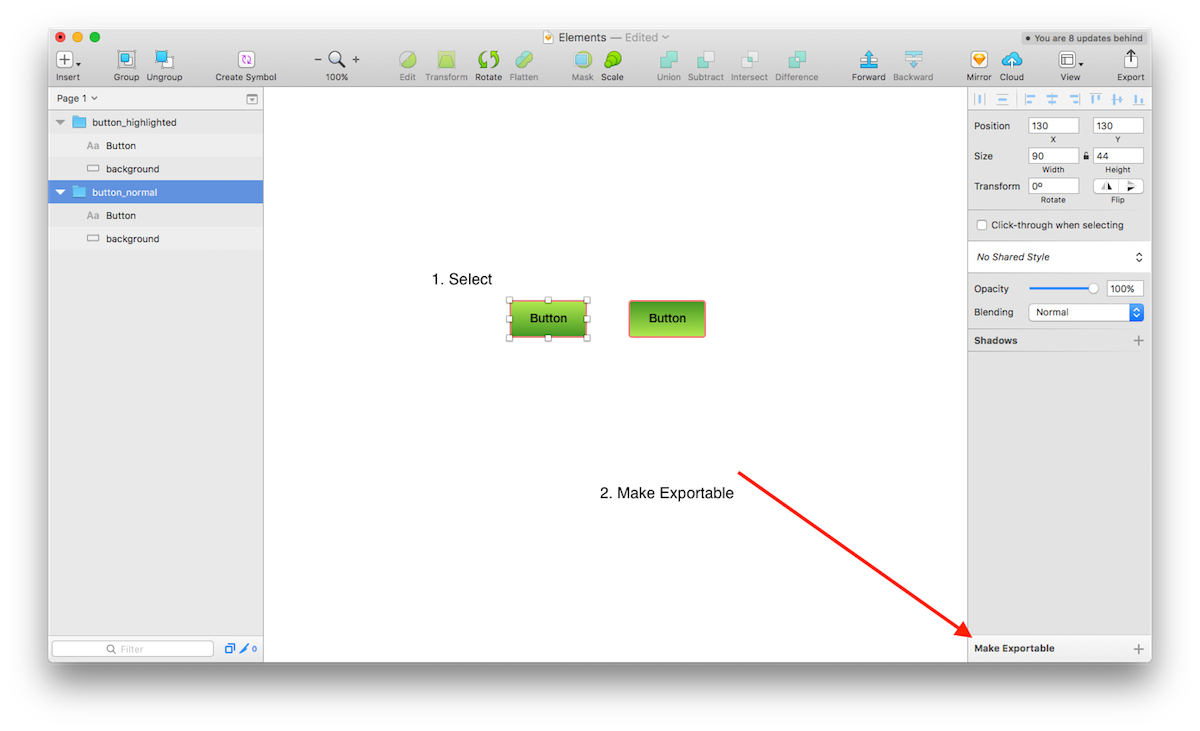 Elements — Edited
You are 8 updates behind
Insert Group Ungroup Create Symbol 100% Edit Transform Rotate Flatten Mask Scale Union Subtract Intersect Difference Forward Backward Mirror Cloud View Export
Page 1
button_highlighted
Aa Button
background
button_normal
Aa Button
background
Filter
0
1. Select
Button Button
2. Make Exportable
Position 130 130
X Y
Size 90 44
Width Height
Transform 0º
Rotate Flip
Click-through when selecting
No Shared Style
Opacity 100%
Blending Normal
Shadows
Make Exportable